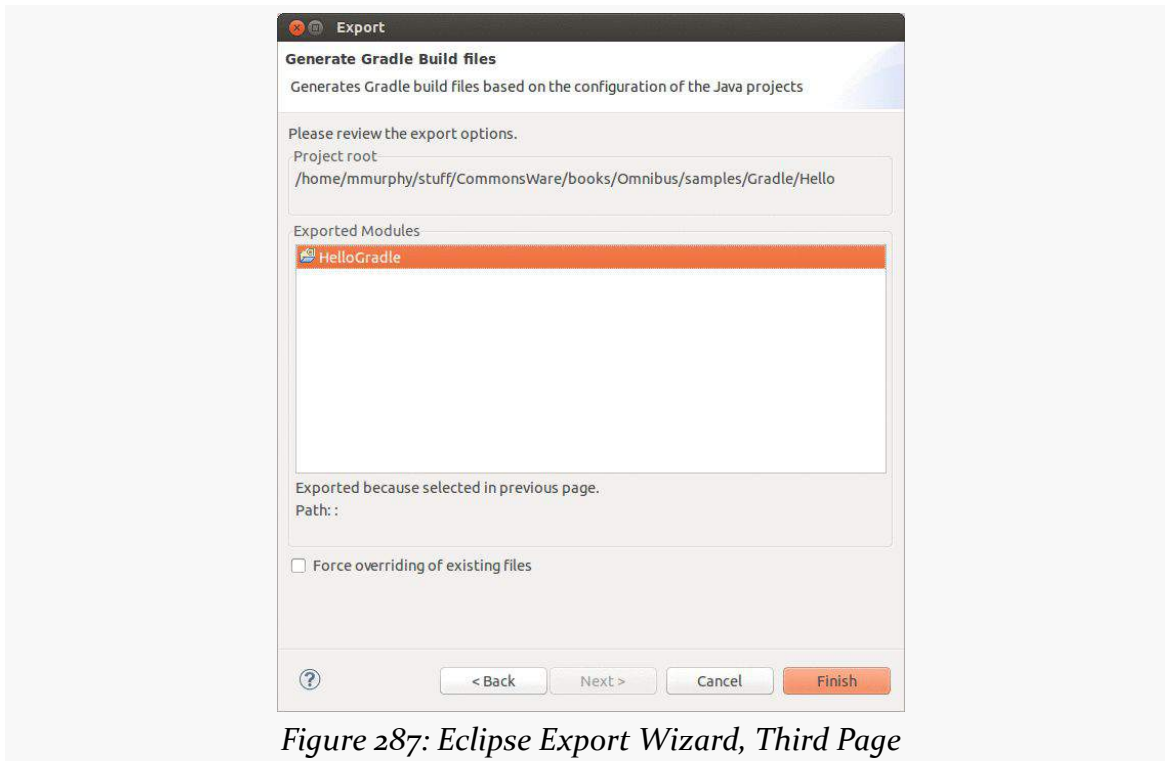 Export
Generate Gradle Build files
Generates Gradle build files based on the configuration of the Java projects
Please review the export options.
Project root
/home/mmurphy/stuff/CommonsWare/books/Omnibus/samples/Gradle/Hello
Exported Modules
HelloGradle
Exported because selected in previous page.
Path: :
Force overriding of existing files
? < Back Next > Cancel Finish
Figure 287: Eclipse Export Wizard, Third Page